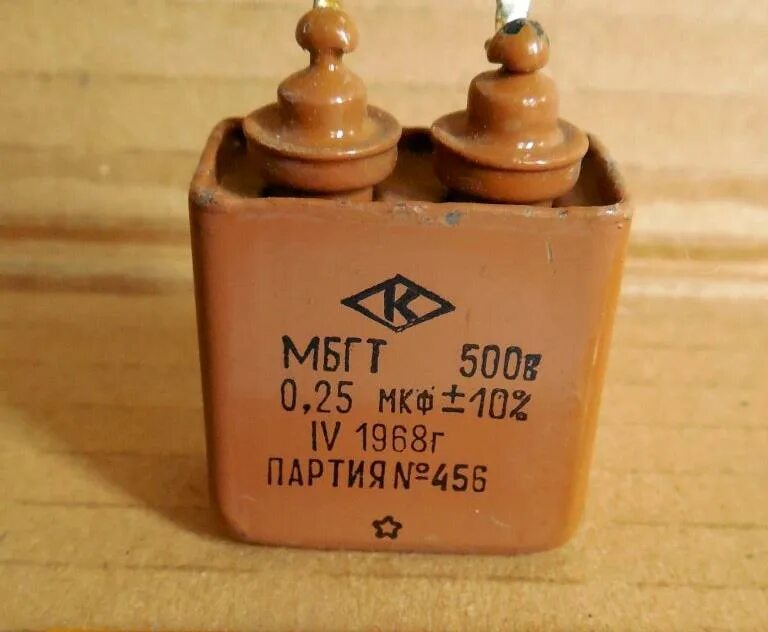 К
МБГТ 500в
0,25 мкф ±10%
IV 1968г
ПАРТИЯ №456